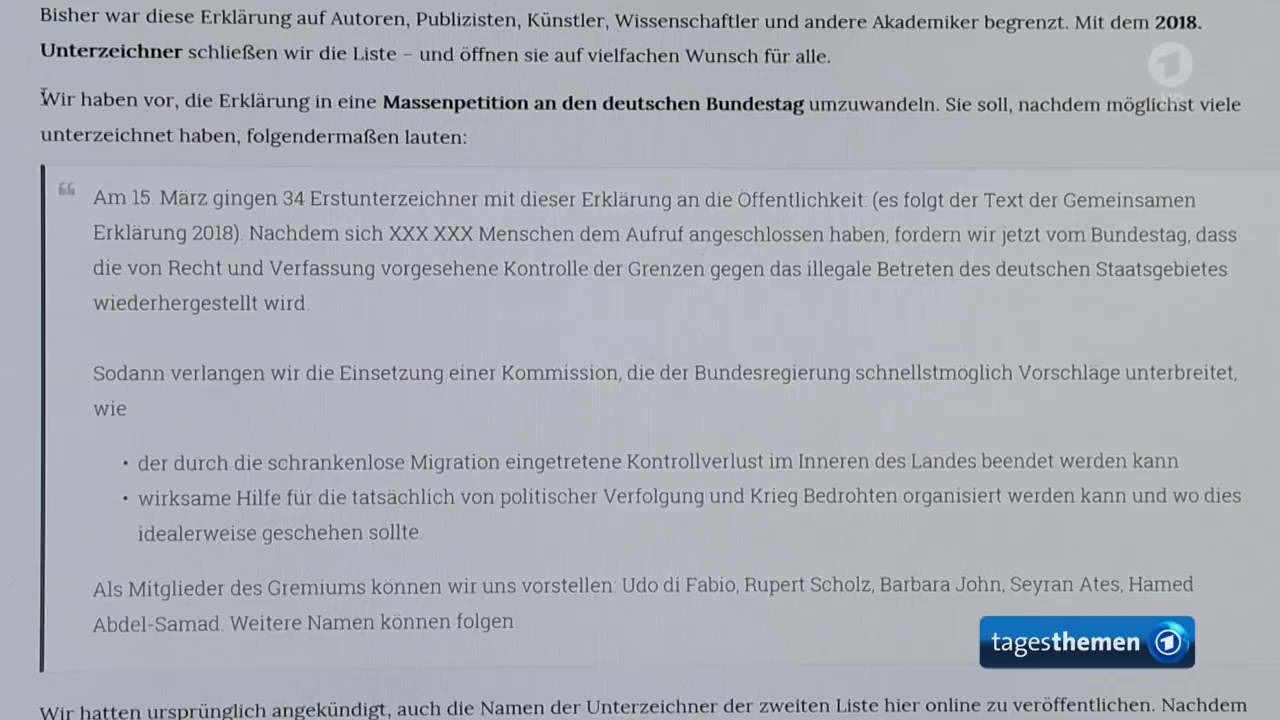 Bisher war diese Erklärung auf Autoren, Publizisten, Künstler, Wissenschaftler und andere Akademiker begrenzt. Mit dem 2018.
Unterzeichner schließen wir die Liste – und öffnen sie auf vielfachen Wunsch für alle.
Wir haben vor, die Erklärung in eine Massenpetition an den deutschen Bundestag umzuwandeln. Sie soll, nachdem möglichst viele
unterzeichnet haben, folgendermaßen lauten:
Am 15. März gingen 34 Erstunterzeichner mit dieser Erklärung an die Öffentlichkeit: (es folgt der Text der Gemeinsamen
Erklärung 2018). Nachdem sich XXX.XXX Menschen dem Aufruf angeschlossen haben, fordern wir jetzt vom Bundestag, dass
die von Recht und Verfassung vorgesehene Kontrolle der Grenzen gegen das illegale Betreten des deutschen Staatsgebietes
wiederhergestellt wird.
Sodann verlangen wir die Einsetzung einer Kommission, die der Bundesregierung schnellstmöglich Vorschläge unterbreitet,
wie
• der durch die schrankenlose Migration eingetretene Kontrollverlust im Inneren des Landes beendet werden kann
• wirksame Hilfe für die tatsächlich von politischer Verfolgung und Krieg Bedrohten organisiert werden kann und wo dies
idealerweise geschehen sollte.
Als Mitglieder des Gremiums können wir uns vorstellen: Udo di Fabio, Rupert Scholz, Barbara John, Seyran Ates, Hamed
Abdel-Samad. Weitere Namen können folgen.
tagesthemen 1
Wir hatten ursprünglich angekündigt, auch die Namen der Unterzeichner der zweiten Liste hier online zu veröffentlichen. Nachdem